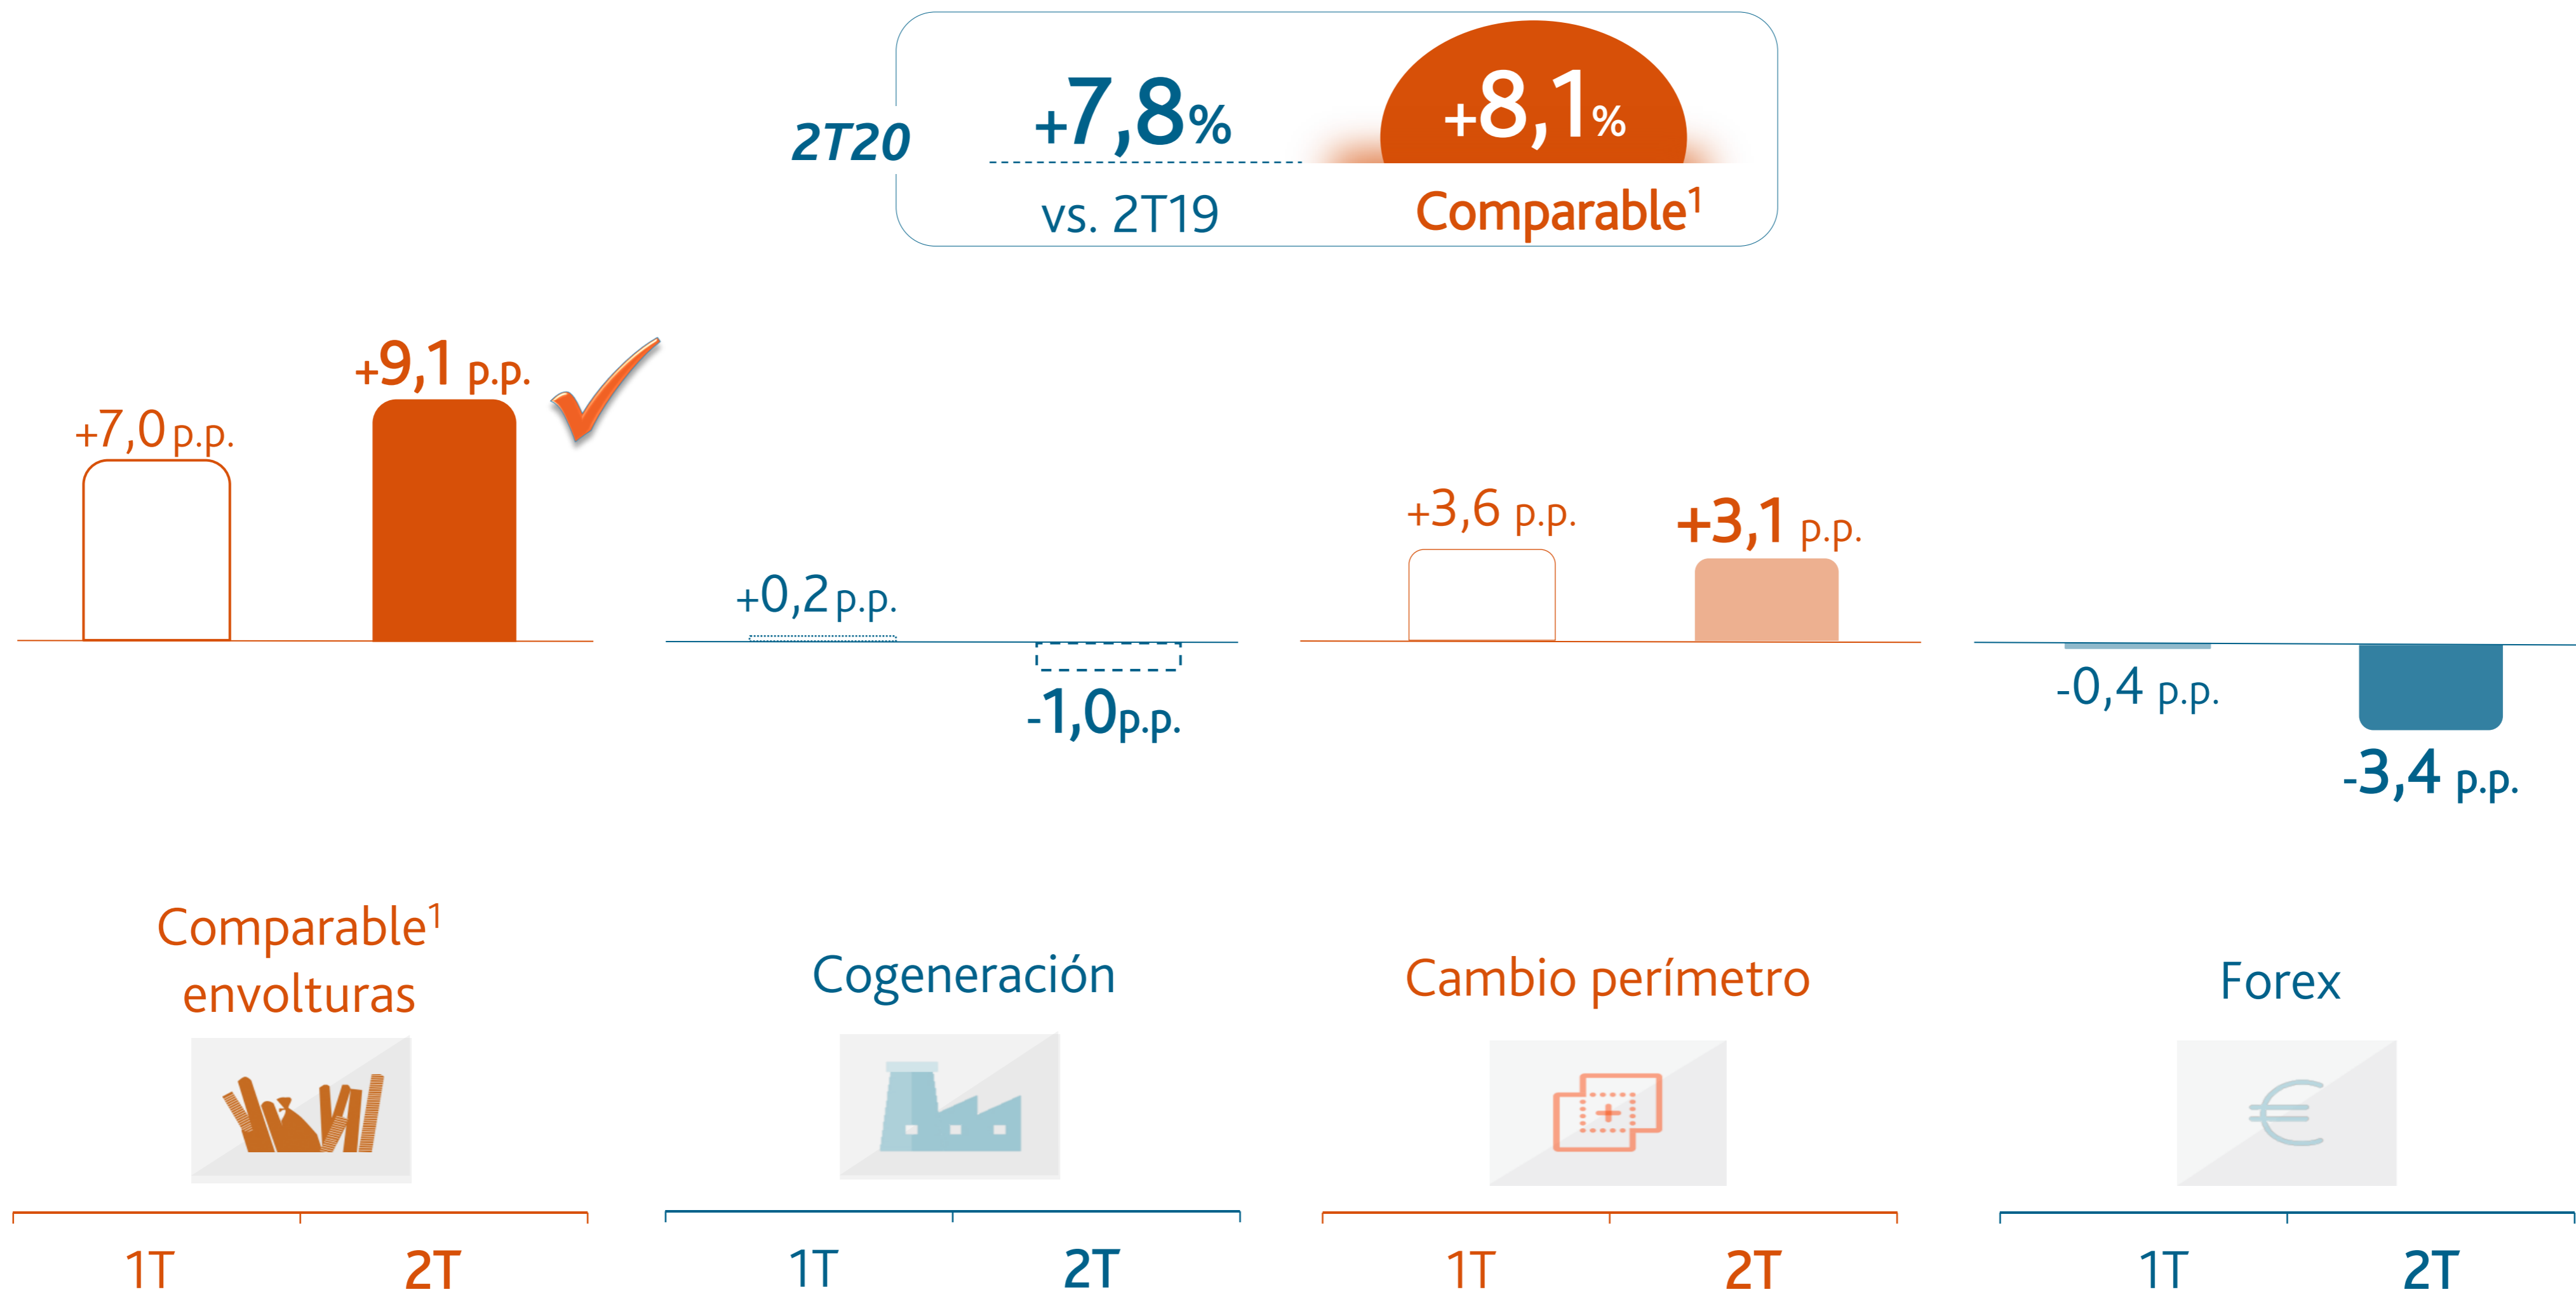 2T20
+7,8%
vs. 2T19
+8,1%
Comparable¹
+7,0 p.p.
+9,1 p.p.
+0,2 p.p.
-1,0 p.p.
+3,6 p.p.
+3,1 p.p.
-0,4 p.p.
-3,4 p.p.
Comparable¹
envolturas
Cogeneración
Cambio perímetro
Forex
1T 2T
1T 2T
1T 2T
1T 2T